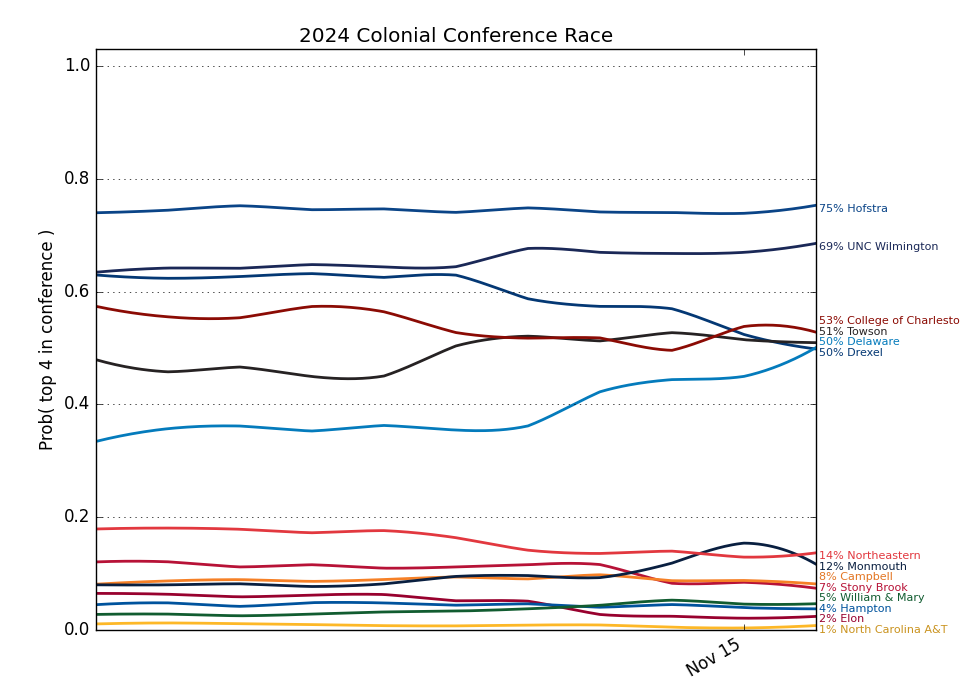 2024 Colonial Conference Race
Prob( top 4 in conference )
1.0
0.8
0.6
0.4
0.2
0.0
Nov 15
75% Hofstra
69% UNC Wilmington
53% College of Charlesto
51% Towson
50% Delaware
50% Drexel
14% Northeastern
12% Monmouth
8% Campbell
7% Stony Brook
5% William & Mary
4% Hampton
2% Elon
1% North Carolina A&T